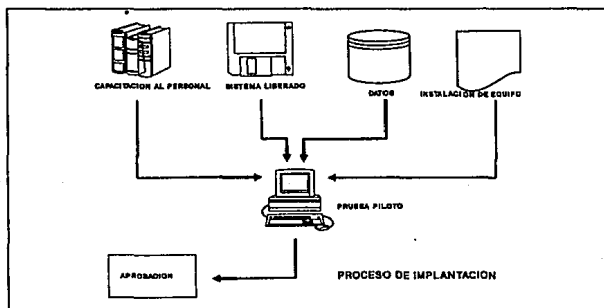 CAPACITACION AL PERSONAL
SISTEMA LIBERADO
DATOS
INSTALACION DE EQUIPO
PRUEBA PILOTO
APROBACION
PROCESO DE IMPLANTACION